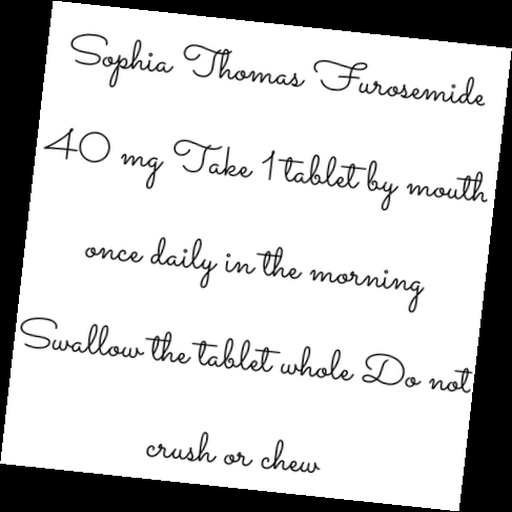 Sophia Thomas Furosemide
40 mg Take 1 tablet by mouth
once daily in the morning
Swallow the tablet whole Do not
crush or chew